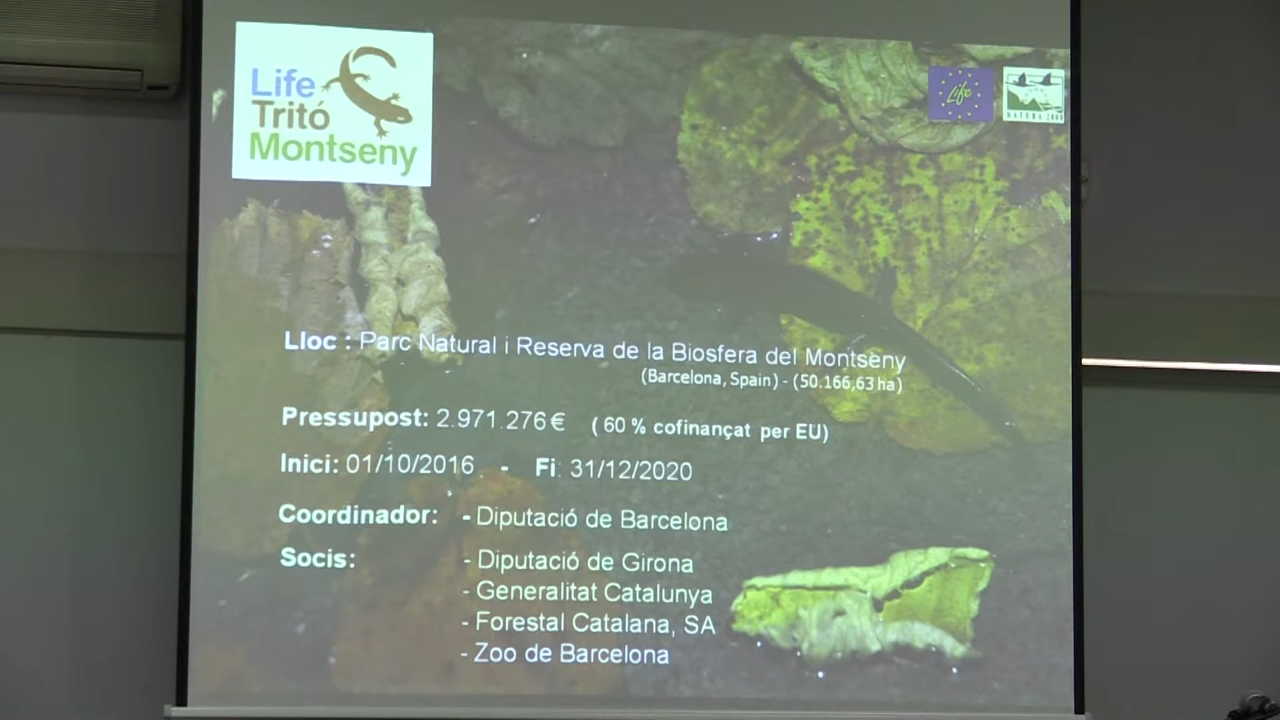 Life
Tritó
Montseny
Life
NATURA 2000
Lloc : Parc Natural i Reserva de la Biosfera del Montseny
(Barcelona, Spain) - (50.166,63 ha)
Pressupost: 2.971.276 € ( 60 % cofinançat per EU)
Inici: 01/10/2016 - Fi: 31/12/2020
Coordinador: - Diputació de Barcelona
Socis: - Diputació de Girona
- Generalitat Catalunya
- Forestal Catalana, SA
- Zoo de Barcelona